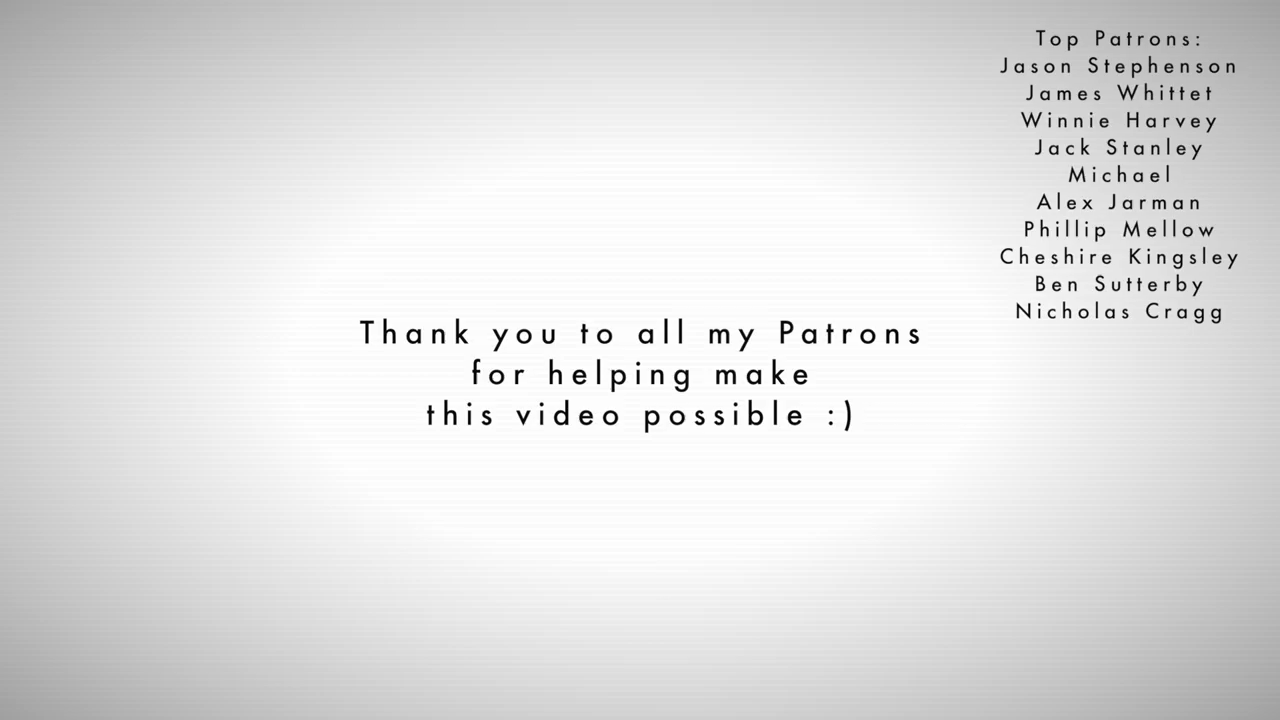 Top Patrons:
Jason Stephenson
James Whittet
Winnie Harvey
Jack Stanley
Michael
Alex Jarman
Phillip Mellow
Cheshire Kingsley
Ben Sutterby
Nicholas Cragg
Thank you to all my Patrons
for helping make
this video possible :)